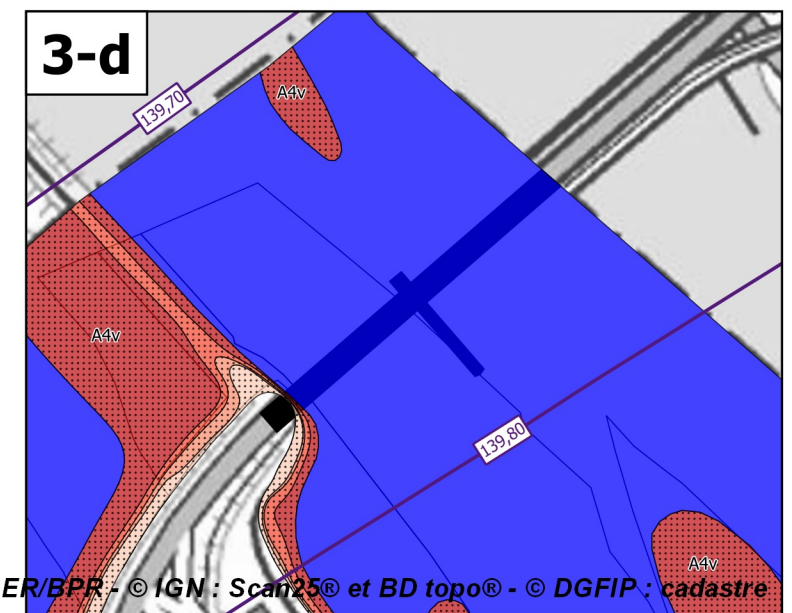 3-d
A4v
139,70
A4v
139,80
A4v
ER/BPR - © IGN : Scan25® et BD topo® - © DGFIP : cadastre